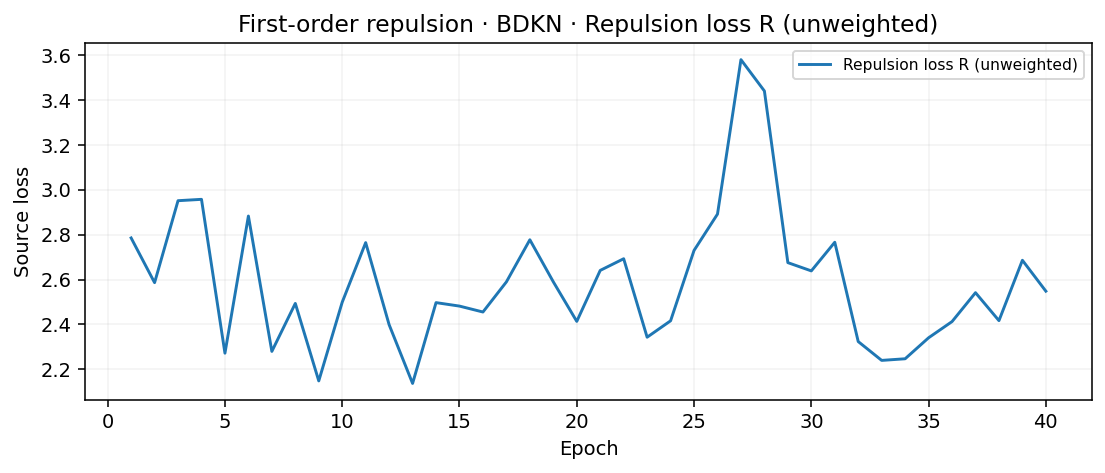 First-order repulsion · BDKN · Repulsion loss R (unweighted)
Repulsion loss R (unweighted)
Source loss
3.6
3.4
3.2
3.0
2.8
2.6
2.4
2.2
0 5 10 15 20 25 30 35 40
Epoch